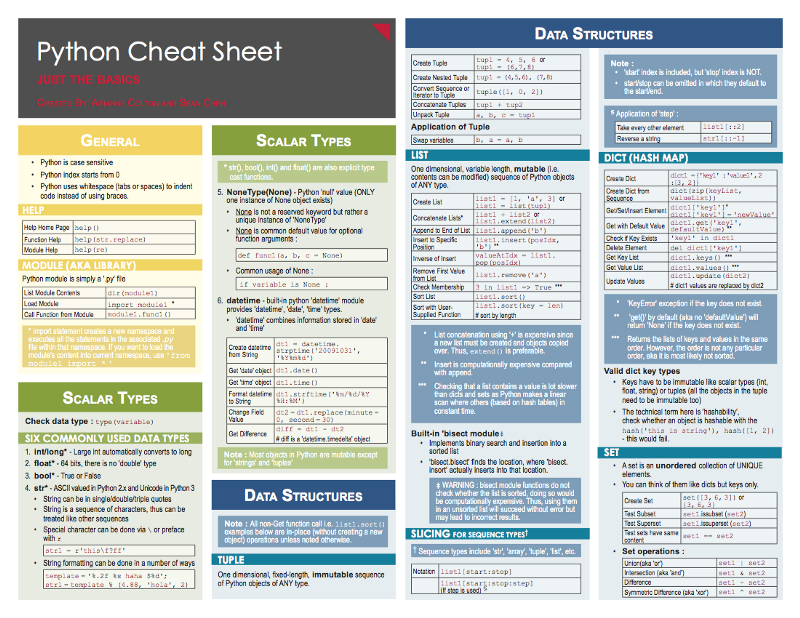 Python Cheat Sheet
JUST THE BASICS
CREATED BY: ARIANNE COLTON AND SEAN CHEN
GENERAL
• Python is case sensitive
• Python index starts from 0
• Python uses whitespace (tabs or spaces) to indent
code instead of using braces.
HELP
Help Home Page help()
Function Help help(str.replace)
Module Help help(re)
MODULE (AKA LIBRARY)
Python module is simply a '.py' file
List Module Contents dir(module1)
Load Module import module1 *
Call Function from Module module1.func1()
* import statement creates a new namespace and
executes all the statements in the associated .py
file within that namespace. If you want to load the
module's content into current namespace, use 'from
module1 import *'
SCALAR TYPES
Check data type : type(variable)
SIX COMMONLY USED DATA TYPES
1. int/long* - Large int automatically converts to long
2. float* - 64 bits, there is no 'double' type
3. bool* - True or False
4. str* - ASCII valued in Python 2.x and Unicode in Python 3
• String can be in single/double/triple quotes
• String is a sequence of characters, thus can be
treated like other sequences
• Special character can be done via \ or preface
with r
str1 = r'this\f?ff'
• String formatting can be done in a number of ways
template = '%.2f %s haha $%d';
str1 = template % (4.88, 'hola', 2)
SCALAR TYPES
* str(), bool(), int() and float() are also explicit type
cast functions.
5. NoneType(None) - Python 'null' value (ONLY
one instance of None object exists)
• None is not a reserved keyword but rather a
unique instance of 'NoneType'
• None is common default value for optional
function arguments :
def func1(a, b, c = None)
• Common usage of None :
if variable is None :
6. datetime - built-in python 'datetime' module
provides 'datetime', 'date', 'time' types.
• 'datetime' combines information stored in 'date'
and 'time'
Create datetime from String dt1 = datetime.
strptime('20091031',
'%Y%m%d')
Get 'date' object dt1.date()
Get 'time' object dt1.time()
Format datetime to String dt1.strftime('%m/%d/%Y
%H:%M')
Change Field Value dt2 = dt1.replace(minute =
0, second = 30)
Get Difference diff = dt1 - dt2
# diff is a 'datetime.timedelta' object
Note : Most objects in Python are mutable except
for 'strings' and 'tuples'
DATA STRUCTURES
Note : All non-Get function call i.e. list1.sort()
examples below are in-place (without creating a new
object) operations unless noted otherwise.
TUPLE
One dimensional, fixed-length, immutable sequence
of Python objects of ANY type.
DATA STRUCTURES
Create Tuple tup1 = 4, 5, 6 or
tup1 = (6,7,8)
Create Nested Tuple tup1 = (4,5,6), (7,8)
Convert Sequence or Iterator to Tuple tuple([1, 0, 2])
Concatenate Tuples tup1 + tup2
Unpack Tuple a, b, c = tup1
Application of Tuple
Swap variables b, a = a, b
LIST
One dimensional, variable length, mutable (i.e.
contents can be modified) sequence of Python objects
of ANY type.
Create List list1 = [1, 'a', 3] or
list1 = list(tup1)
Concatenate Lists* list1 + list2 or
list1.extend(list2)
Append to End of List list1.append('b')
Insert to Specific Position list1.insert(posIdx,
'b') **
Inverse of Insert valueAtIdx = list1.
pop(posIdx)
Remove First Value from List list1.remove('a')
Check Membership 3 in list1 => True ***
Sort List list1.sort()
Sort with User-Supplied Function list1.sort(key = len)
# sort by length
* List concatenation using '+' is expensive since
a new list must be created and objects copied
over. Thus, extend() is preferable.
** Insert is computationally expensive compared
with append.
*** Checking that a list contains a value is lot slower
than dicts and sets as Python makes a linear
scan where others (based on hash tables) in
constant time.
Built-in 'bisect module‡
• Implements binary search and insertion into a
sorted list
• 'bisect.bisect' finds the location, where 'bisect.
insort' actually inserts into that location.
‡ WARNING : bisect module functions do not
check whether the list is sorted, doing so would
be computationally expensive. Thus, using them
in an unsorted list will succeed without error but
may lead to incorrect results.
SLICING FOR SEQUENCE TYPES†
† Sequence types include 'str', 'array', 'tuple', 'list', etc.
Notation list1[start:stop]
list1[start:stop:step]
(If step is used) §
Note :
• 'start' index is included, but 'stop' index is NOT.
• start/stop can be omitted in which they default to
the start/end.
§ Application of 'step' :
Take every other element list1[::2]
Reverse a string str1[::-1]
DICT (HASH MAP)
Create Dict dict1 = {'key1' :'value1', 2
:[3, 2]}
Create Dict from Sequence dict(zip(keyList,
valueList))
Get/Set/Insert Element dict1['key1']*
dict1['key1'] = 'newValue'
Get with Default Value dict1.get('key1',
defaultValue) **
Check if Key Exists 'key1' in dict1
Delete Element del dict1['key1']
Get Key List dict1.keys() ***
Get Value List dict1.values() ***
Update Values dict1.update(dict2)
# dict1 values are replaced by dict2
* 'KeyError' exception if the key does not exist.
** 'get()' by default (aka no 'defaultValue') will
return 'None' if the key does not exist.
*** Returns the lists of keys and values in the same
order. However, the order is not any particular
order, aka it is most likely not sorted.
Valid dict key types
• Keys have to be immutable like scalar types (int,
float, string) or tuples (all the objects in the tuple
need to be immutable too)
• The technical term here is 'hashability',
check whether an object is hashable with the
hash('this is string'), hash([1, 2])
- this would fail.
SET
• A set is an unordered collection of UNIQUE
elements.
• You can think of them like dicts but keys only.
Create Set set([3, 6, 3]) or
{3, 6, 3}
Test Subset set1.issubset (set2)
Test Superset set1.issuperset (set2)
Test sets have same content set1 == set2
• Set operations :
Union(aka 'or') set1 | set2
Intersection (aka 'and') set1 & set2
Difference set1 - set2
Symmetric Difference (aka 'xor') set1 ^ set2